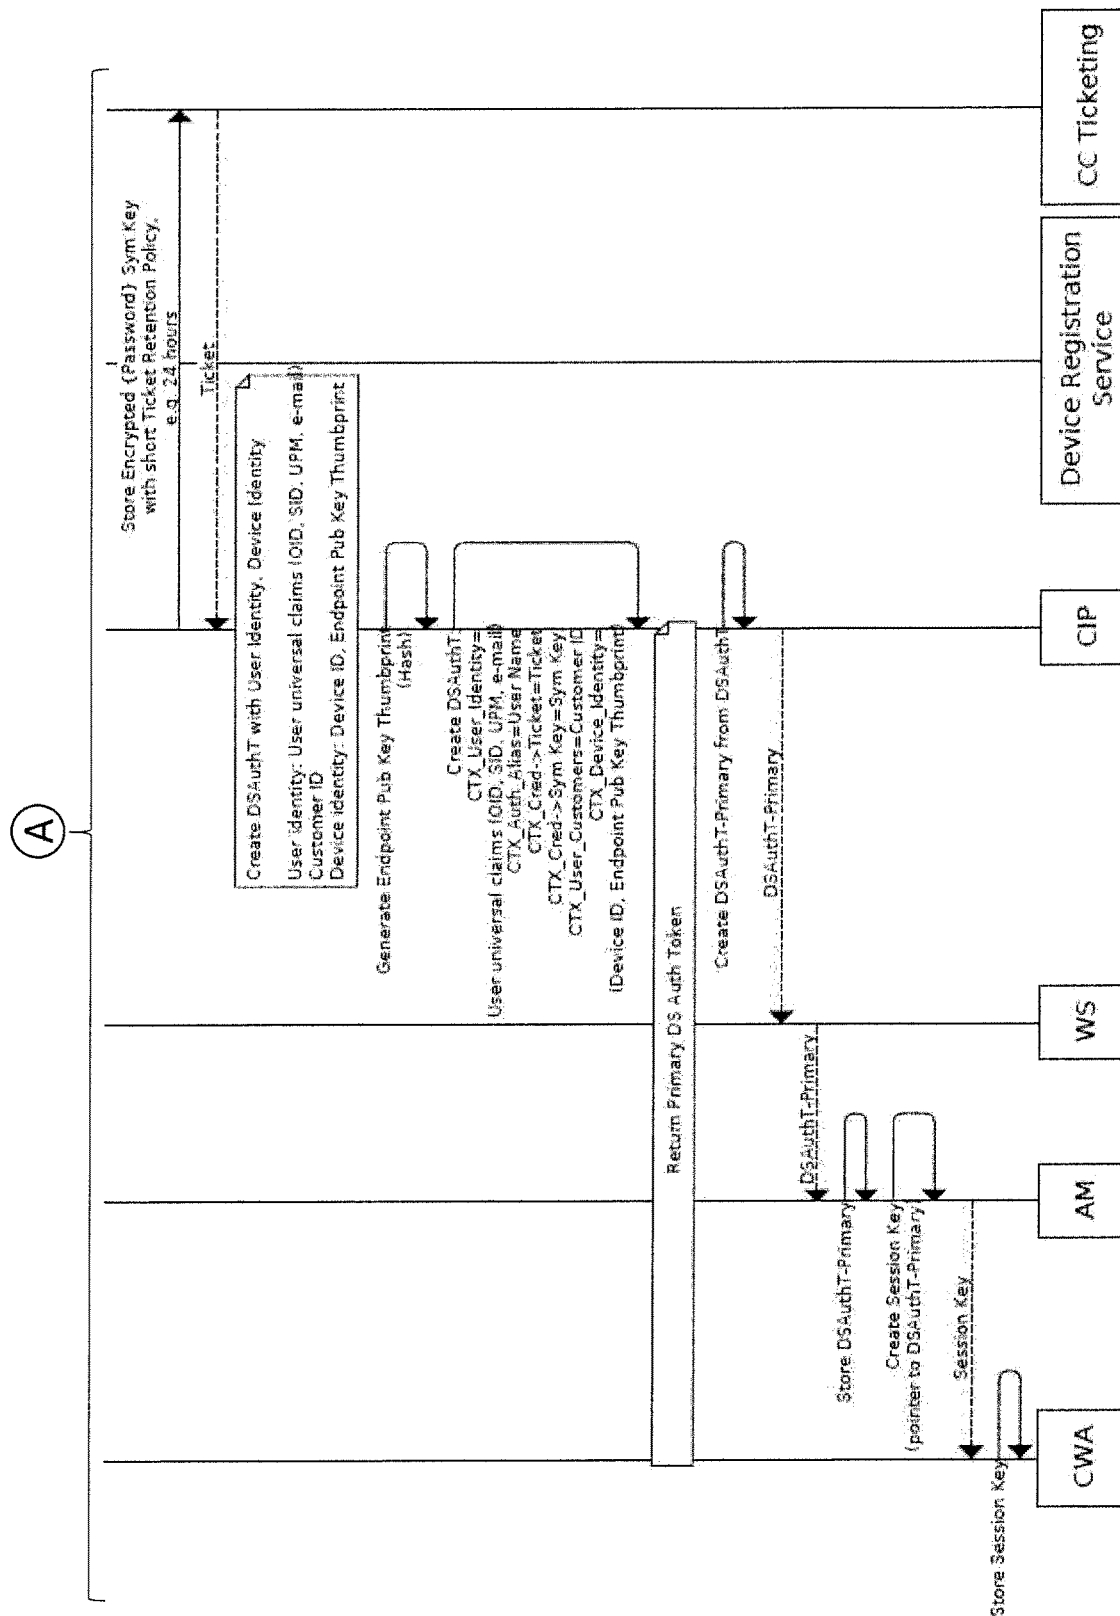 A
Store Encrypted {Password} Sym Key
with short Ticket Retention Policy,
e.g. 24 hours
Ticket
Create DSAuthT with User Identity, Device Identity
User Identity: User universal claims (OID, SID, UPM, e-mail)
Customer ID
Device Identity: Device ID, Endpoint Pub Key Thumbprint
Generate Endpoint Pub Key Thumbprint
(Hash)
Create DSAuthT:
CTX_User_Identity=
User universal claims (OID, SID, UPM, e-mail)
CTX_Auth_Alias=User Name
CTX_Cred->Ticket=Ticket
CTX_Cred->Sym Key=Sym Key
CTX_User_Customers=Customer ID
CTX_Device_Identity=
(Device ID, Endpoint Pub Key Thumbprint)
Return Primary DS Auth Token
Create DSAuthT-Primary from DSAuthT
DSAuthT-Primary
DSAuthT-Primary
Store DSAuthT-Primary
Create Session Key
(pointer to DSAuthT-Primary)
Session Key
Store Session Key
CWA
AM
WS
CIP
Device Registration
Service
CC Ticketing